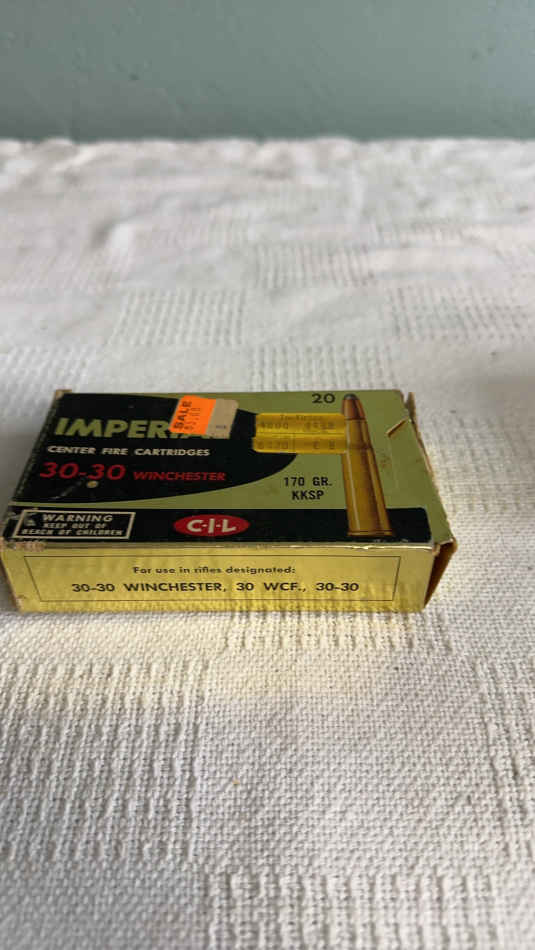 20
IMPERIA
SALE
CENTER FIRE CARTRIDGES
30-30 WINCHESTER
170 GR.
KKSP
WARNING
KEEP OUT OF
REACH OF CHILDREN
C-I-L
For use in rifles designated:
30-30 WINCHESTER, 30 WCF., 30-30